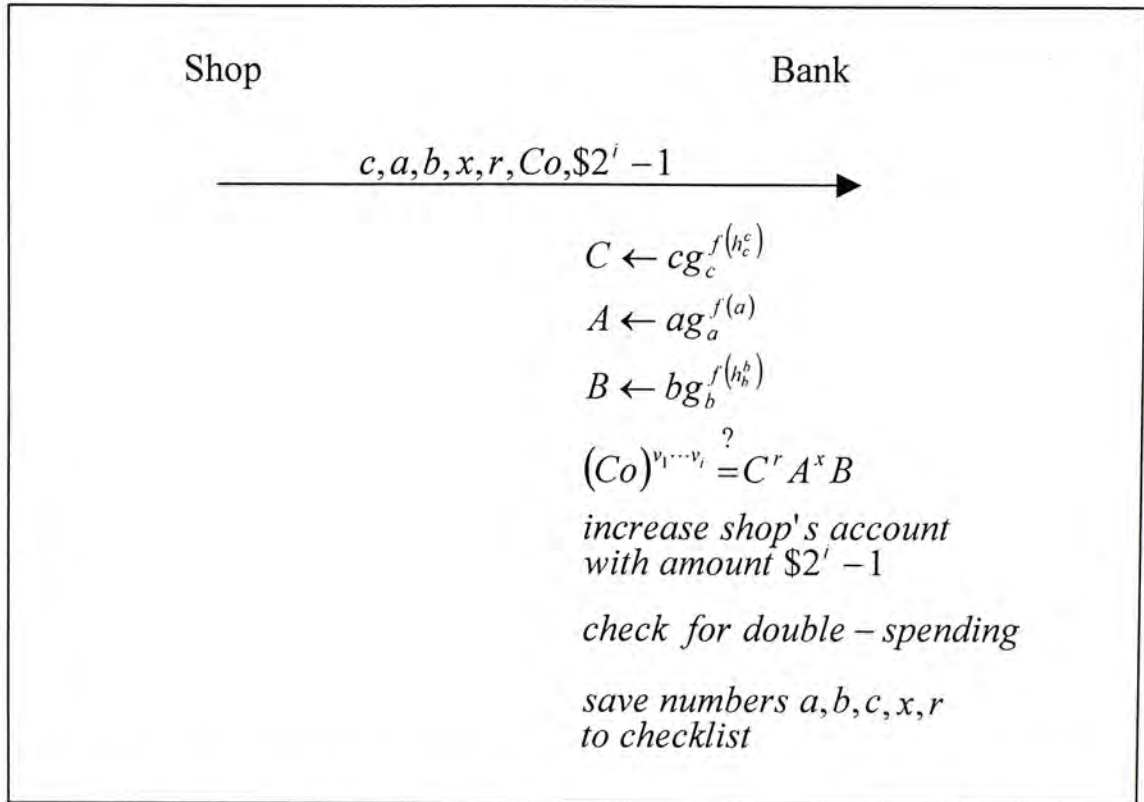 Shop Bank
c, a, b, x, r, Co, $2^i − 1
C ← cg_c^{f(h_c^c)}
A ← ag_a^{f(a)}
B ← bg_b^{f(h_b^b)}
(Co)^{v_1⋯v_i} ≟ C^r A^x B
increase shop's account
with amount $2^i − 1
check for double − spending
save numbers a, b, c, x, r
to checklist